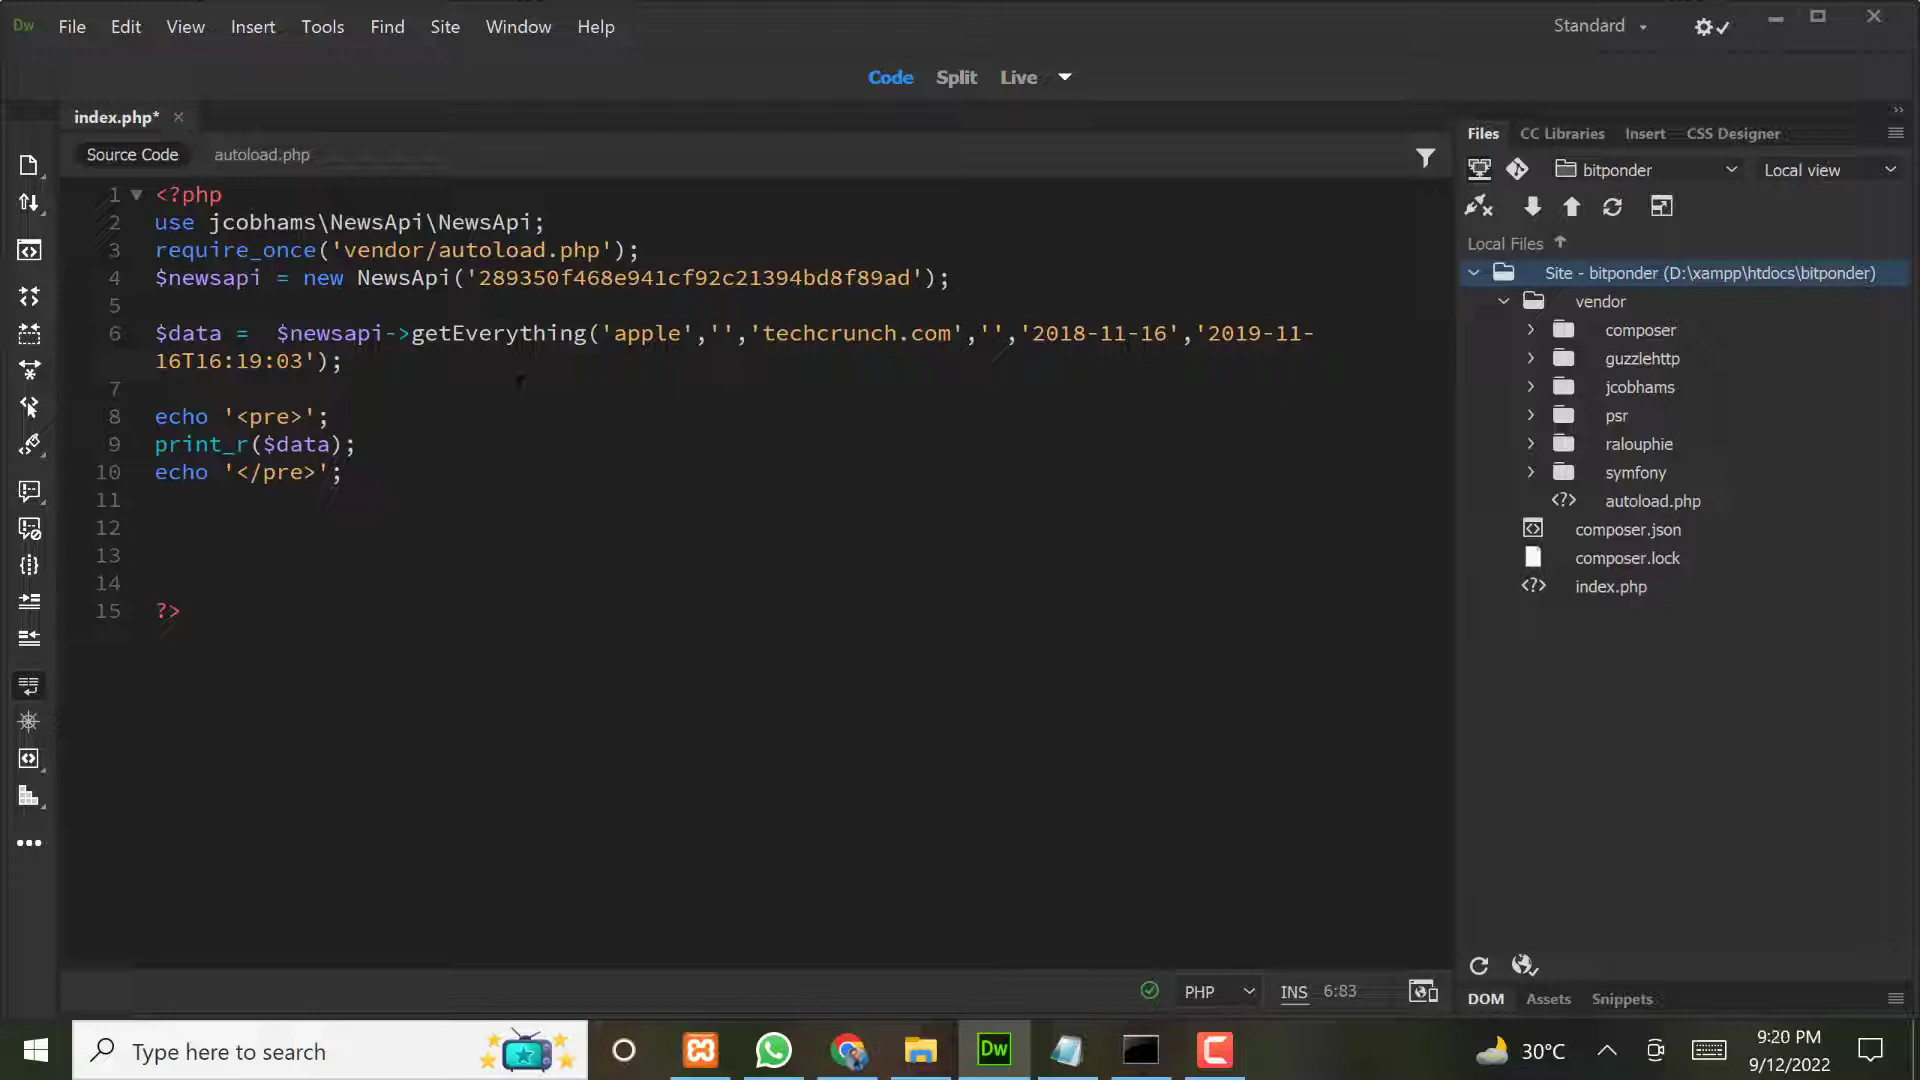 Dw File Edit View Insert Tools Find Site Window Help Standard
Code Split Live
index.php*
Source Code autoload.php
1 <?php
2 use jcobhams\NewsApi\NewsApi;
3 require_once('vendor/autoload.php');
4 $newsapi = new NewsApi('289350f468e941cf92c21394bd8f89ad');
5
6 $data =  $newsapi->getEverything('apple','','techcrunch.com','','2018-11-16','2019-11-
16T16:19:03');
7
8 echo '<pre>';
9 print_r($data);
10 echo '</pre>';
11
12
13
14
15 ?>
PHP INS 6:83
Files CC Libraries Insert CSS Designer
bitponder Local view
Local Files
Site - bitponder (D:\xampp\htdocs\bitponder)
vendor
composer
guzzlehttp
jcobhams
psr
ralouphie
symfony
autoload.php
composer.json
composer.lock
index.php
DOM Assets Snippets
Type here to search
Dw
30°C
9:20 PM
9/12/2022